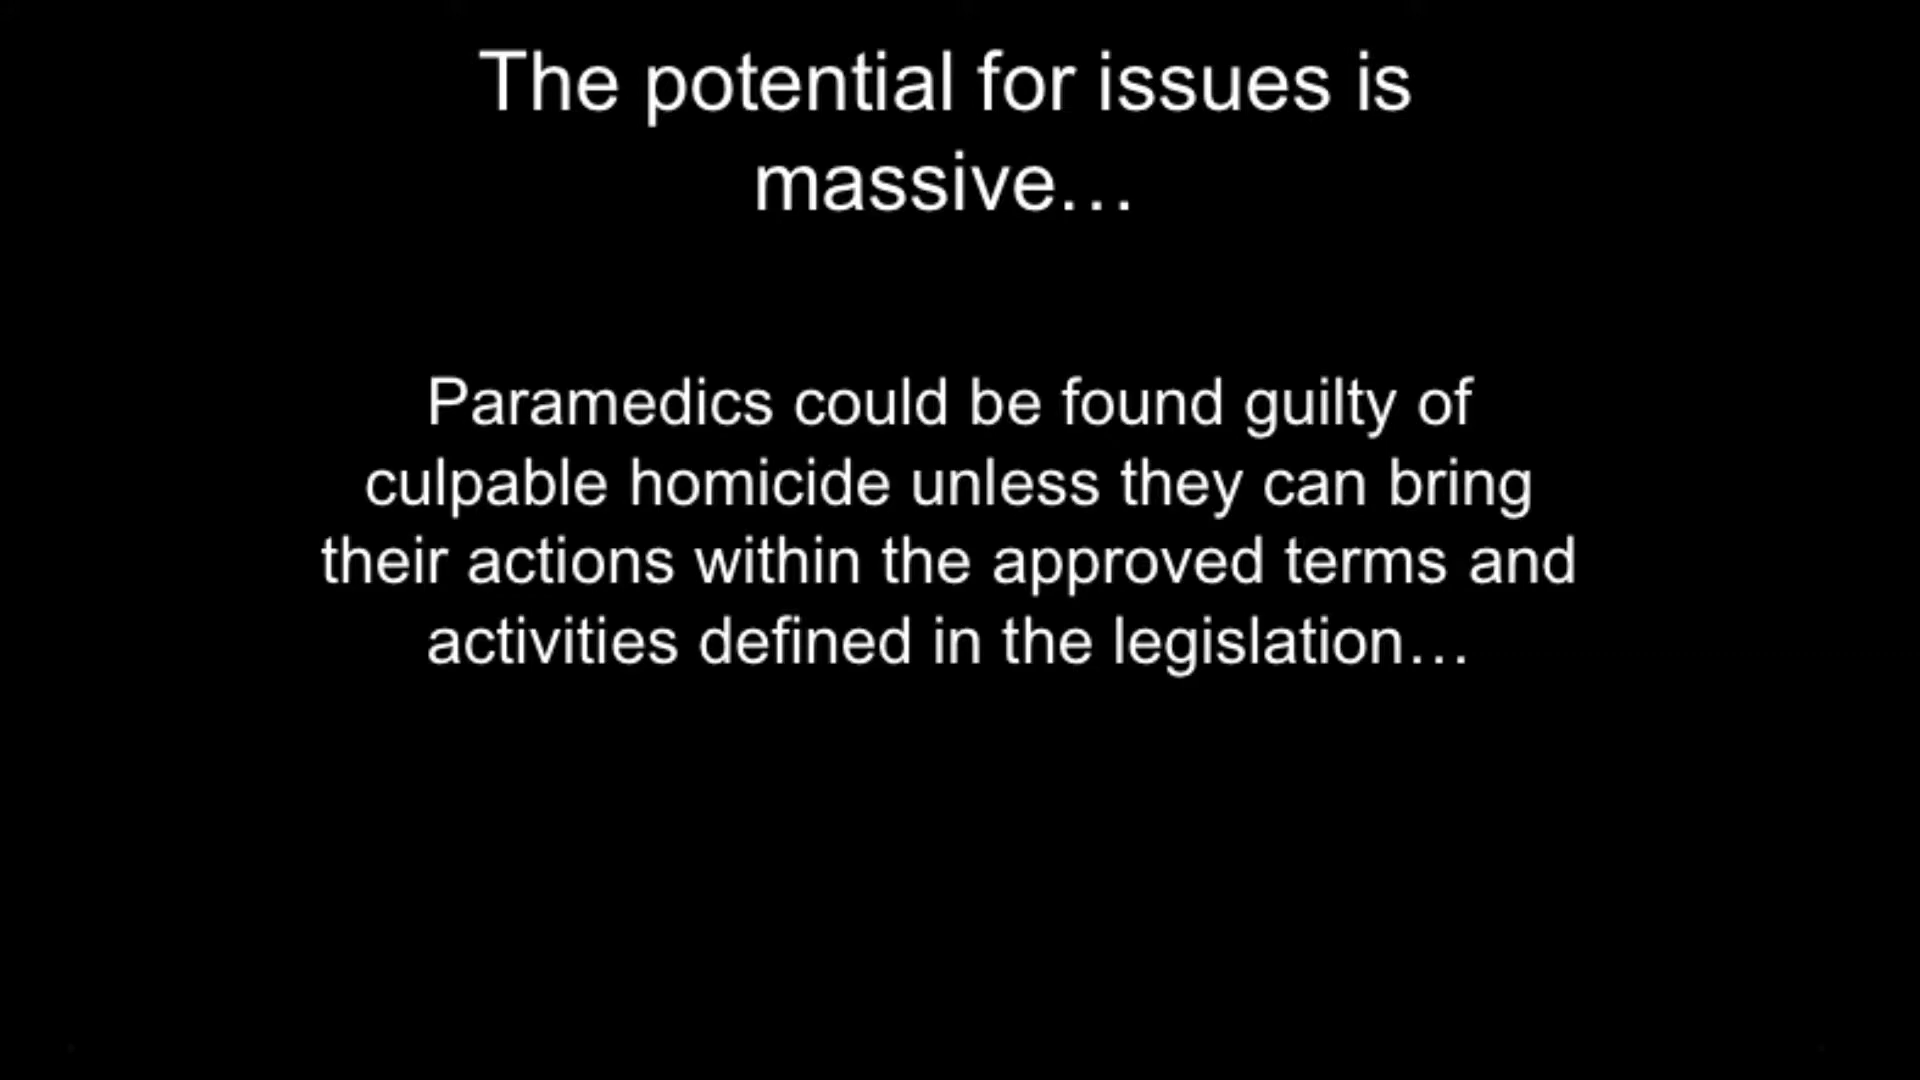 The potential for issues is
massive…
Paramedics could be found guilty of
culpable homicide unless they can bring
their actions within the approved terms and
activities defined in the legislation…